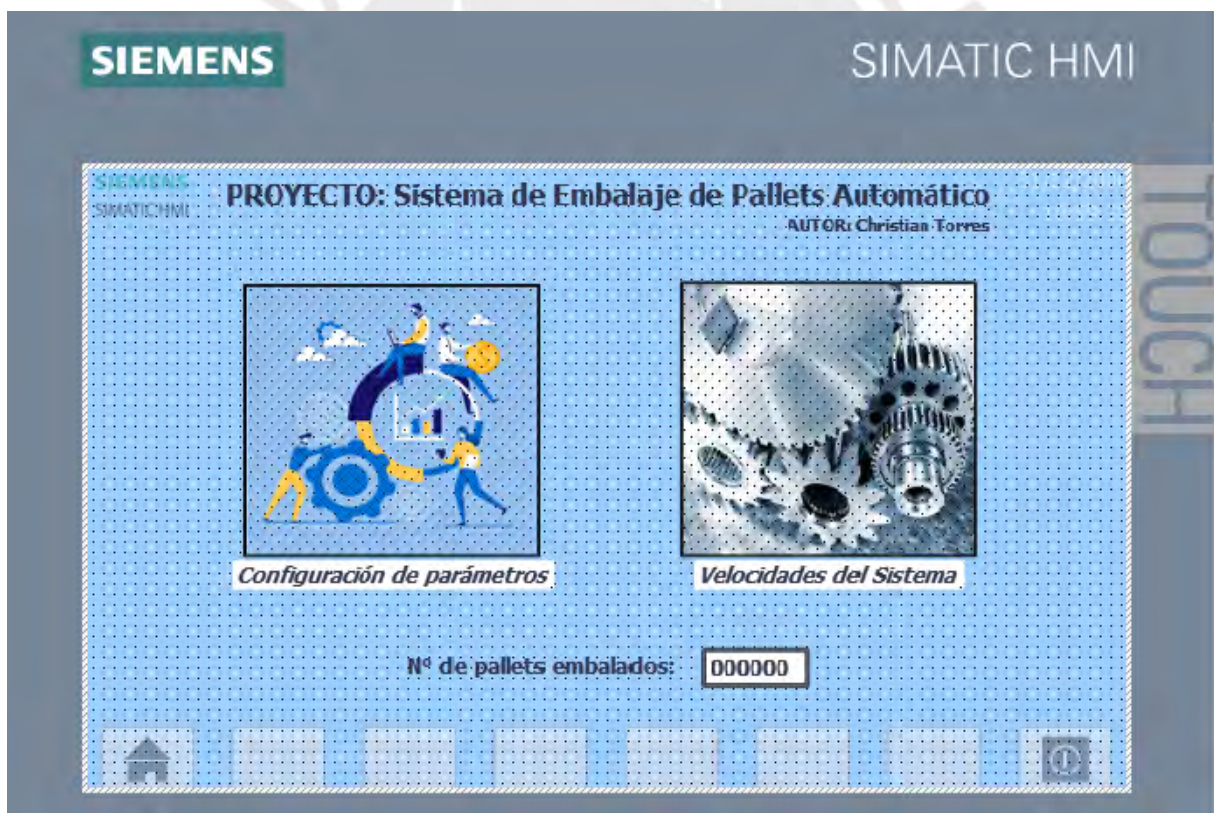 SIEMENS
SIMATIC HMI
TOUCH
SIEMENS
SIMATIC HMI
PROYECTO: Sistema de Embalaje de Pallets Automático
AUTOR: Christian Torres
Configuración de parámetros
Velocidades del Sistema
Nº de pallets embalados: 000000